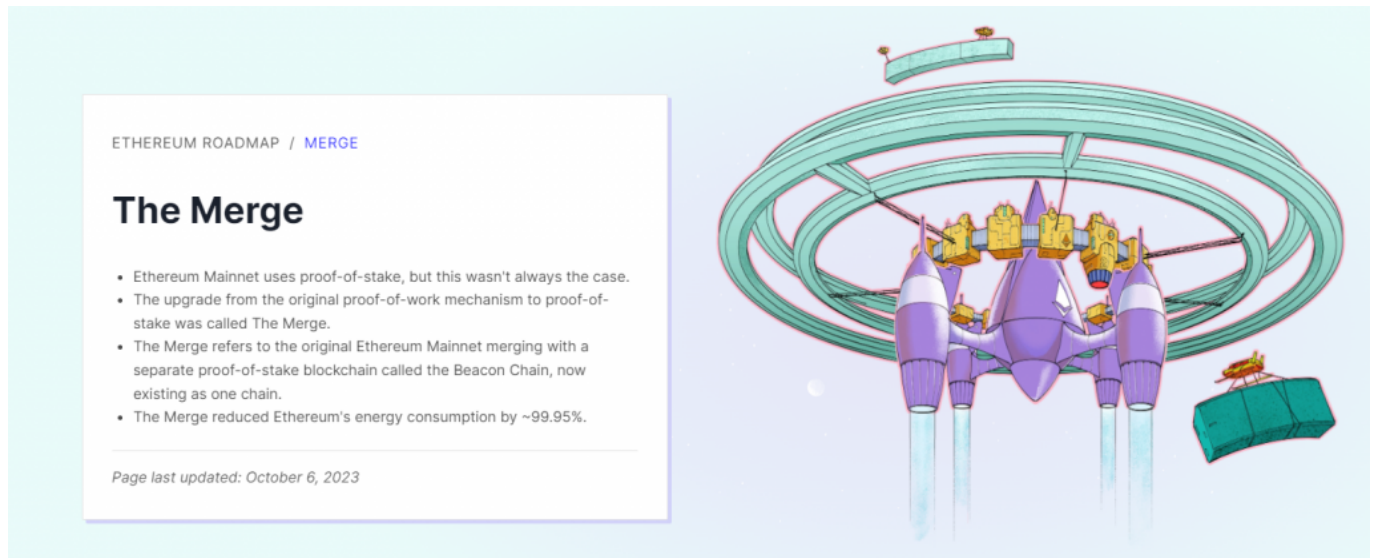 ETHEREUM ROADMAP / MERGE
The Merge
• Ethereum Mainnet uses proof-of-stake, but this wasn't always the case.
• The upgrade from the original proof-of-work mechanism to proof-of-
stake was called The Merge.
• The Merge refers to the original Ethereum Mainnet merging with a
separate proof-of-stake blockchain called the Beacon Chain, now
existing as one chain.
• The Merge reduced Ethereum's energy consumption by ~99.95%.
Page last updated: October 6, 2023